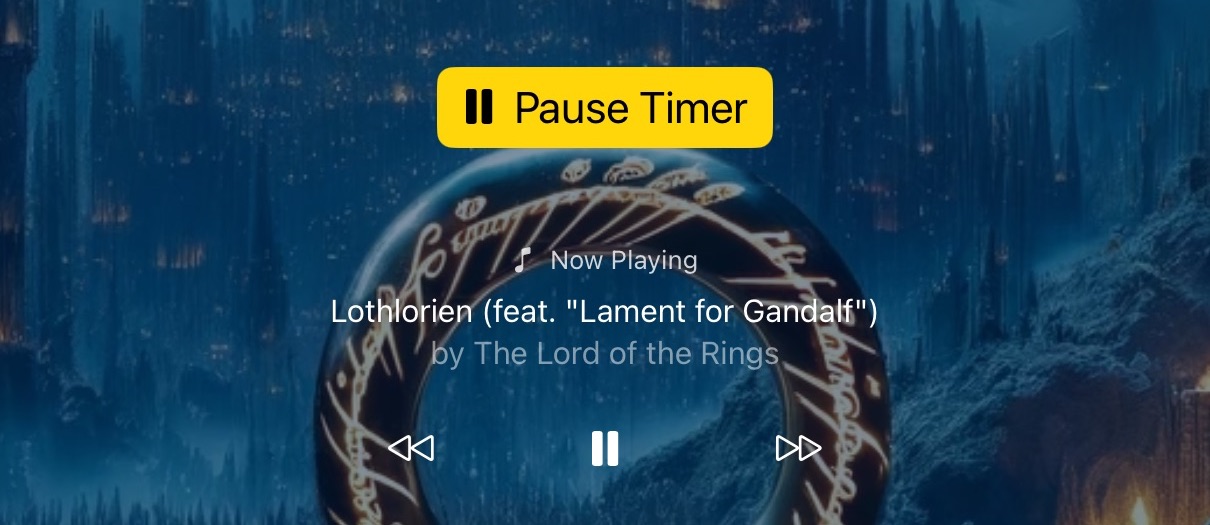 Pause Timer
Now Playing
Lothlorien (feat. "Lament for Gandalf")
by The Lord of the Rings